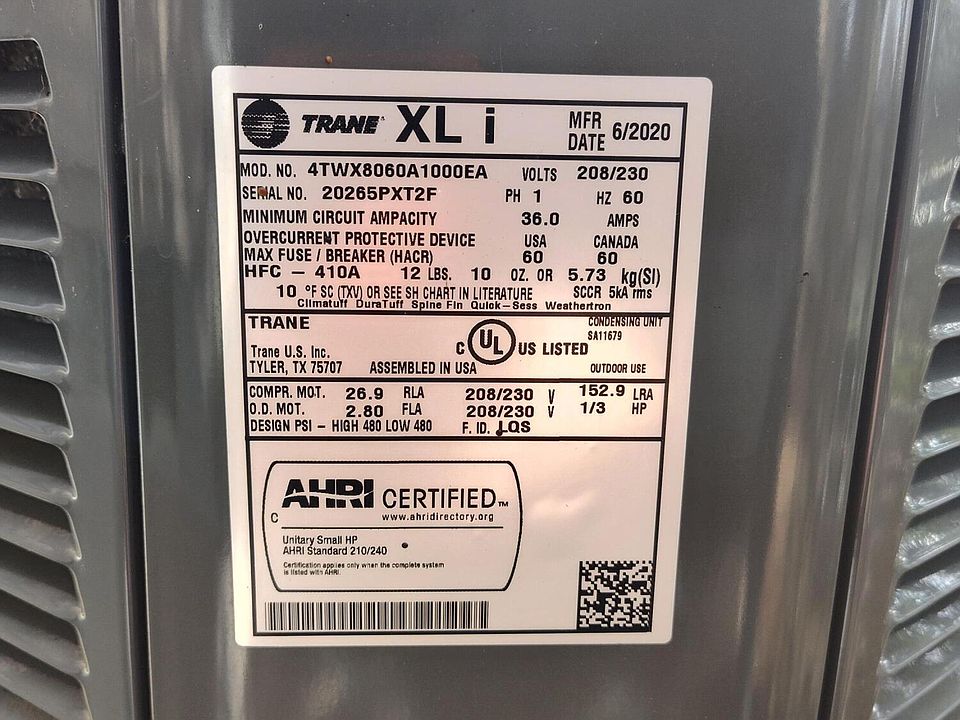 TRANE XL i MFR DATE 6/2020
MOD. NO. 4TWX8060A1000EA VOLTS 208/230
SERIAL NO. 20265PXT2F PH 1 HZ 60
MINIMUM CIRCUIT AMPACITY 36.0 AMPS
OVERCURRENT PROTECTIVE DEVICE USA CANADA
MAX FUSE / BREAKER (HACR) 60 60
HFC - 410A 12 LBS. 10 OZ. OR 5.73 kg(SI)
10 °F SC (TXV) OR SEE SH CHART IN LITERATURE SCCR 5kA rms
Climatuff DuraTuff Spine Fin Quick-Sess Weathertron
TRANE CONDENSING UNIT
SA11679
Trane U.S. Inc. C UL US LISTED
TYLER, TX 75707 ASSEMBLED IN USA OUTDOOR USE
COMPR. MOT. 26.9 RLA 208/230 V 152.9 LRA
O.D. MOT. 2.80 FLA 208/230 V 1/3 HP
DESIGN PSI - HIGH 480 LOW 480 F. ID. LQS
AHRI CERTIFIED™
C www.ahridirectory.org
Unitary Small HP
AHRI Standard 210/240
Certification applies only when the complete system
is listed with AHRI.